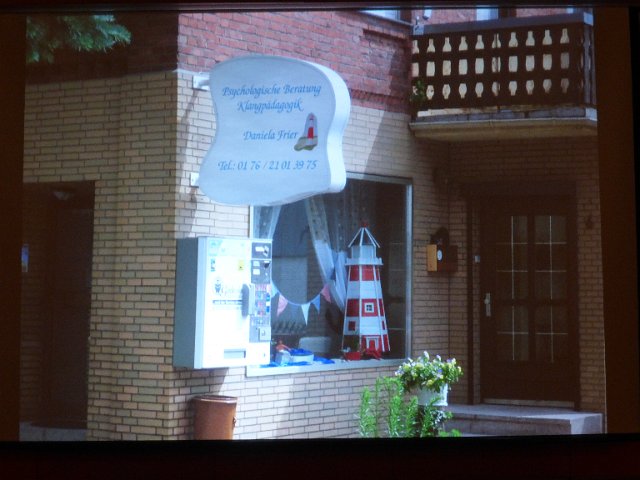 Psychologische Beratung
Klangpädagogik
Daniela Frier
Tel.: 01 76 / 21 01 39 75